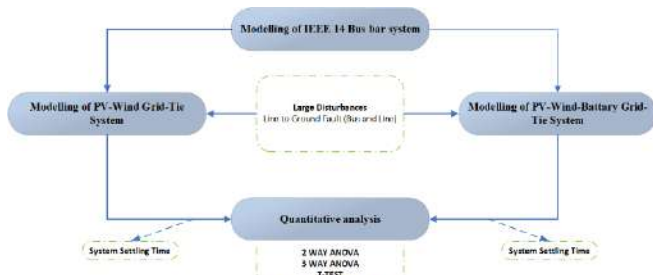 Modelling of IEEE 14 Bus bar system
Modelling of PV-Wind Grid-Tie
System
Large Disturbances
Line to Ground Fault (Bus and Line)
Modelling of PV-Wind-Battary Grid-
Tie System
Quantitative analysis
System Settling Time
System Settling Time
2 WAY ANOVA
3 WAY ANOVA
T-TEST